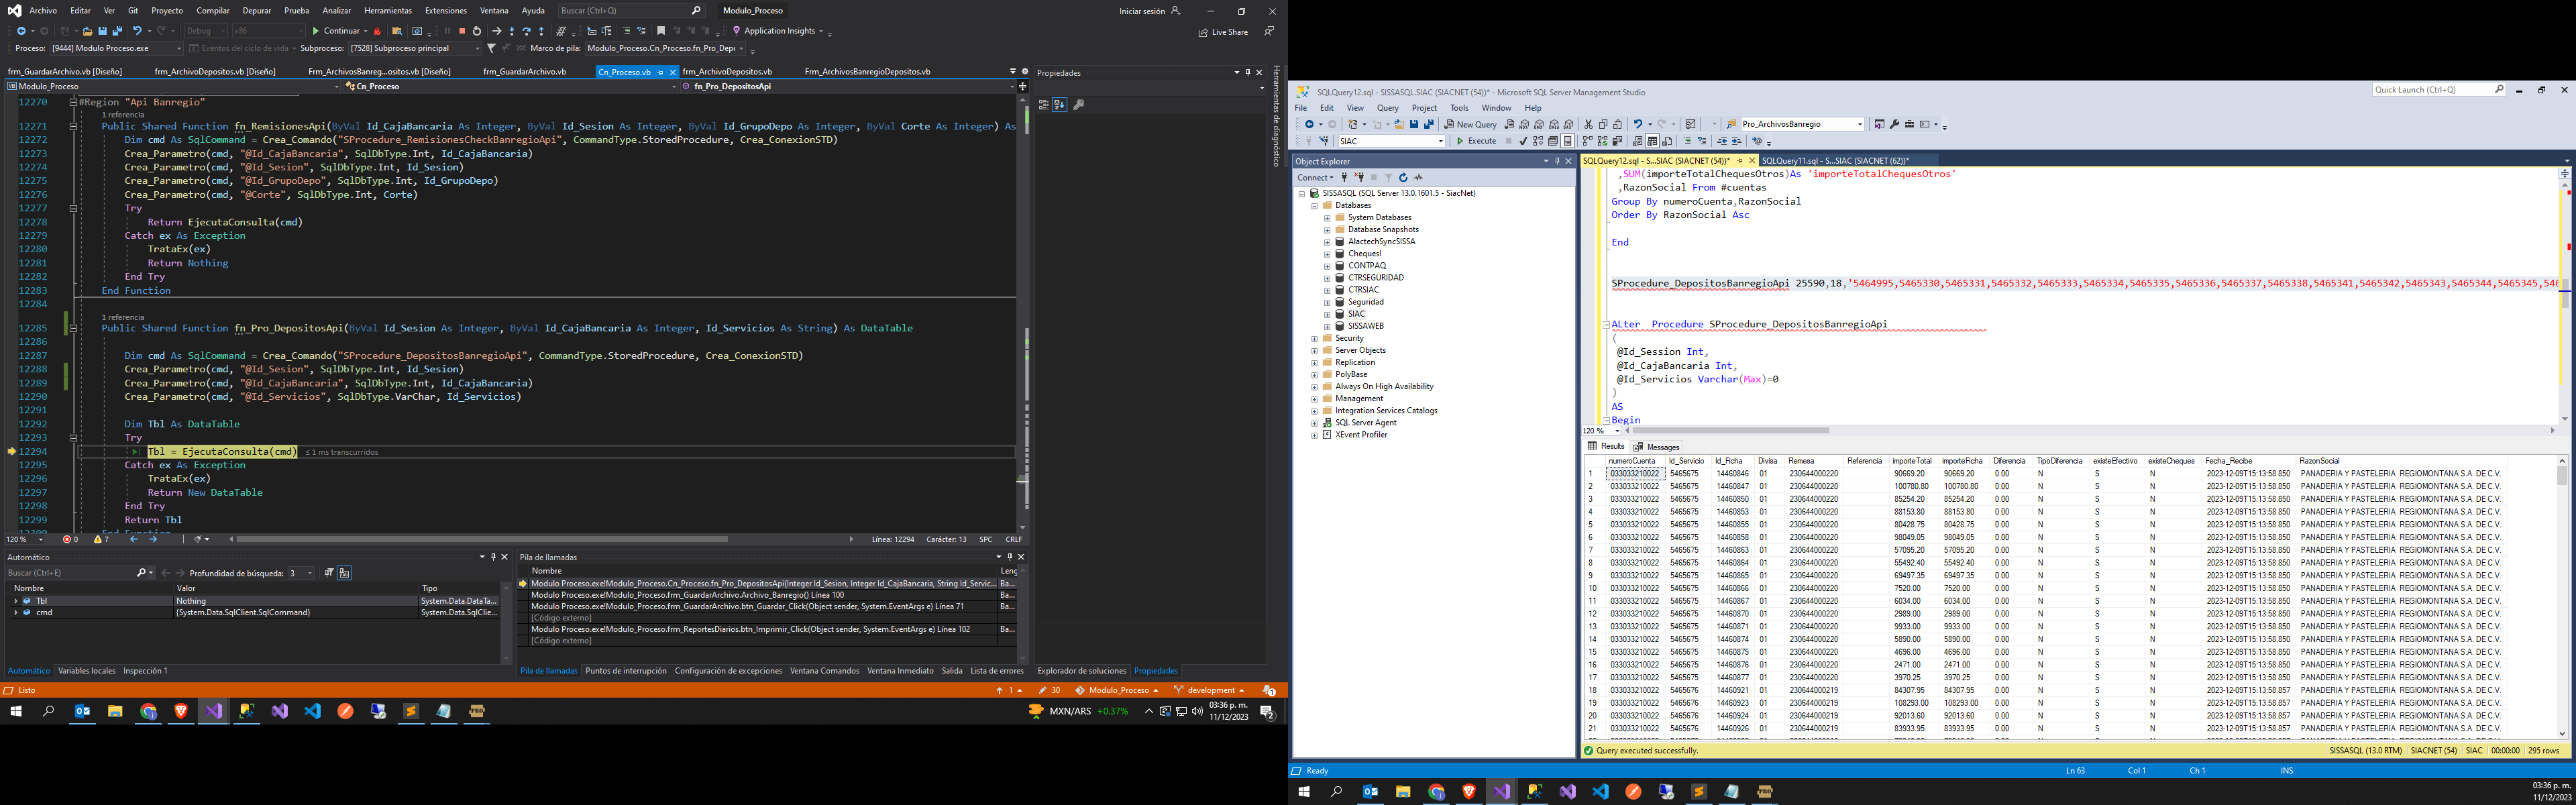 Archivo Editar Ver Git Proyecto Compilar Depurar Prueba Analizar Herramientas Extensiones Ventana Ayuda Buscar (Ctrl+Q) Modulo_Proceso Iniciar sesión
Debug x86 Continuar Application Insights Live Share
Proceso: [9444] Modulo Proceso.exe Eventos del ciclo de vida Subproceso: [7528] Subproceso principal Marco de pila: Modulo_Proceso.Cn_Proceso.fn_Pro_Depo
frm_GuardarArchivo.vb [Diseño] frm_ArchivoDepositos.vb [Diseño] Frm_ArchivosBanreg...ositos.vb [Diseño] frm_GuardarArchivo.vb Cn_Proceso.vb frm_ArchivoDepositos.vb Frm_ArchivosBanregioDepositos.vb
Modulo_Proceso Cn_Proceso fn_Pro_DepositosApi
12270 #Region "Api Banregio"
1 referencia
12271 Public Shared Function fn_RemisionesApi(ByVal Id_CajaBancaria As Integer, ByVal Id_Sesion As Integer, ByVal Id_GrupoDepo As Integer, ByVal Corte As Integer) As
12272 Dim cmd As SqlCommand = Crea_Comando("SProcedure_RemisionesCheckBanregioApi", CommandType.StoredProcedure, Crea_ConexionSTD)
12273 Crea_Parametro(cmd, "@Id_CajaBancaria", SqlDbType.Int, Id_CajaBancaria)
12274 Crea_Parametro(cmd, "@Id_Sesion", SqlDbType.Int, Id_Sesion)
12275 Crea_Parametro(cmd, "@Id_GrupoDepo", SqlDbType.Int, Id_GrupoDepo)
12276 Crea_Parametro(cmd, "@Corte", SqlDbType.Int, Corte)
12277 Try
12278 Return EjecutaConsulta(cmd)
12279 Catch ex As Exception
12280 TrataEx(ex)
12281 Return Nothing
12282 End Try
12283 End Function
12284
1 referencia
12285 Public Shared Function fn_Pro_DepositosApi(ByVal Id_Sesion As Integer, ByVal Id_CajaBancaria As Integer, Id_Servicios As String) As DataTable
12286
12287 Dim cmd As SqlCommand = Crea_Comando("SProcedure_DepositosBanregioApi", CommandType.StoredProcedure, Crea_ConexionSTD)
12288 Crea_Parametro(cmd, "@Id_Sesion", SqlDbType.Int, Id_Sesion)
12289 Crea_Parametro(cmd, "@Id_CajaBancaria", SqlDbType.Int, Id_CajaBancaria)
12290 Crea_Parametro(cmd, "@Id_Servicios", SqlDbType.VarChar, Id_Servicios)
12291
12292 Dim Tbl As DataTable
12293 Try
12294 Tbl = EjecutaConsulta(cmd) ≤ 1 ms transcurridos
12295 Catch ex As Exception
12296 TrataEx(ex)
12297 Return New DataTable
12298 End Try
12299 Return Tbl
120 % 0 7 Línea: 12294 Carácter: 13 SPC CRLF
Propiedades
Herramientas de diagnóstico
Automático
Buscar (Ctrl+E) Profundidad de búsqueda: 3
Nombre Valor Tipo
Tbl Nothing System.Data.DataTa...
cmd {System.Data.SqlClient.SqlCommand} System.Data.SqlClie...
Automático Variables locales Inspección 1
Pila de llamadas
Nombre Leng
Modulo Proceso.exe!Modulo_Proceso.Cn_Proceso.fn_Pro_DepositosApi(Integer Id_Sesion, Integer Id_CajaBancaria, String Id_Servic... Ba...
Modulo Proceso.exe!Modulo_Proceso.frm_GuardarArchivo.Archivo_Banregio() Línea 100 Ba...
Modulo Proceso.exe!Modulo_Proceso.frm_GuardarArchivo.btn_Guardar_Click(Object sender, System.EventArgs e) Línea 71 Ba...
[Código externo]
Modulo Proceso.exe!Modulo_Proceso.frm_ReportesDiarios.btn_Imprimir_Click(Object sender, System.EventArgs e) Línea 102 Ba...
[Código externo]
Pila de llamadas Puntos de interrupción Configuración de excepciones Ventana Comandos Ventana Inmediato Salida Lista de errores
Explorador de soluciones Propiedades
Listo 1 30 Modulo_Proceso development 1
MXN/ARS +0.37% 03:36 p. m.
11/12/2023 2
SQLQuery12.sql - SISSASQL.SIAC (SIACNET (54))* - Microsoft SQL Server Management Studio Quick Launch (Ctrl+Q)
File Edit View Query Project Tools Window Help
New Query Pro_ArchivosBanregio
SIAC Execute
Object Explorer
Connect
SISSASQL (SQL Server 13.0.1601.5 - SiacNet)
Databases
System Databases
Database Snapshots
AlactechSyncSISSA
Chequesl
CONTPAQ
CTRSEGURIDAD
CTRSIAC
Seguridad
SIAC
SISSAWEB
Security
Server Objects
Replication
PolyBase
Always On High Availability
Management
Integration Services Catalogs
SQL Server Agent
XEvent Profiler
SQLQuery12.sql - S...SIAC (SIACNET (54))* SQLQuery11.sql - S...SIAC (SIACNET (62))*
,SUM(importeTotalChequesOtros)As 'importeTotalChequesOtros'
,RazonSocial From #cuentas
Group By numeroCuenta,RazonSocial
Order By RazonSocial Asc
End
SProcedure_DepositosBanregioApi 25590,18,'5464995,5465330,5465331,5465332,5465333,5465334,5465335,5465336,5465337,5465338,5465341,5465342,5465343,5465344,5465345,546
ALter Procedure SProcedure_DepositosBanregioApi
(
@Id_Session Int,
@Id_CajaBancaria Int,
@Id_Servicios Varchar(Max)=0
)
AS
Begin
120 %
Results Messages
numeroCuenta Id_Servicio Id_Ficha Divisa Remesa Referencia importeTotal importeFicha Diferencia TipoDiferencia existeEfectivo existeCheques Fecha_Recibe RazonSocial
1 033033210022 5465675 14460846 01 230644000220 90669.20 90669.20 0.00 N S N 2023-12-09T15:13:58.850 PANADERIA Y PASTELERIA REGIOMONTANA S.A. DE C.V.
2 033033210022 5465675 14460847 01 230644000220 100780.80 100780.80 0.00 N S N 2023-12-09T15:13:58.850 PANADERIA Y PASTELERIA REGIOMONTANA S.A. DE C.V.
3 033033210022 5465675 14460850 01 230644000220 85254.20 85254.20 0.00 N S N 2023-12-09T15:13:58.850 PANADERIA Y PASTELERIA REGIOMONTANA S.A. DE C.V.
4 033033210022 5465675 14460853 01 230644000220 88153.80 88153.80 0.00 N S N 2023-12-09T15:13:58.850 PANADERIA Y PASTELERIA REGIOMONTANA S.A. DE C.V.
5 033033210022 5465675 14460855 01 230644000220 80428.75 80428.75 0.00 N S N 2023-12-09T15:13:58.850 PANADERIA Y PASTELERIA REGIOMONTANA S.A. DE C.V.
6 033033210022 5465675 14460858 01 230644000220 98049.05 98049.05 0.00 N S N 2023-12-09T15:13:58.850 PANADERIA Y PASTELERIA REGIOMONTANA S.A. DE C.V.
7 033033210022 5465675 14460863 01 230644000220 57095.20 57095.20 0.00 N S N 2023-12-09T15:13:58.850 PANADERIA Y PASTELERIA REGIOMONTANA S.A. DE C.V.
8 033033210022 5465675 14460864 01 230644000220 55492.40 55492.40 0.00 N S N 2023-12-09T15:13:58.850 PANADERIA Y PASTELERIA REGIOMONTANA S.A. DE C.V.
9 033033210022 5465675 14460865 01 230644000220 69497.35 69497.35 0.00 N S N 2023-12-09T15:13:58.850 PANADERIA Y PASTELERIA REGIOMONTANA S.A. DE C.V.
10 033033210022 5465675 14460866 01 230644000220 7520.00 7520.00 0.00 N S N 2023-12-09T15:13:58.850 PANADERIA Y PASTELERIA REGIOMONTANA S.A. DE C.V.
11 033033210022 5465675 14460867 01 230644000220 6034.00 6034.00 0.00 N S N 2023-12-09T15:13:58.850 PANADERIA Y PASTELERIA REGIOMONTANA S.A. DE C.V.
12 033033210022 5465675 14460870 01 230644000220 2989.00 2989.00 0.00 N S N 2023-12-09T15:13:58.850 PANADERIA Y PASTELERIA REGIOMONTANA S.A. DE C.V.
13 033033210022 5465675 14460871 01 230644000220 9933.00 9933.00 0.00 N S N 2023-12-09T15:13:58.850 PANADERIA Y PASTELERIA REGIOMONTANA S.A. DE C.V.
14 033033210022 5465675 14460874 01 230644000220 5890.00 5890.00 0.00 N S N 2023-12-09T15:13:58.850 PANADERIA Y PASTELERIA REGIOMONTANA S.A. DE C.V.
15 033033210022 5465675 14460875 01 230644000220 4696.00 4696.00 0.00 N S N 2023-12-09T15:13:58.850 PANADERIA Y PASTELERIA REGIOMONTANA S.A. DE C.V.
16 033033210022 5465675 14460876 01 230644000220 2471.00 2471.00 0.00 N S N 2023-12-09T15:13:58.850 PANADERIA Y PASTELERIA REGIOMONTANA S.A. DE C.V.
17 033033210022 5465675 14460877 01 230644000220 3970.25 3970.25 0.00 N S N 2023-12-09T15:13:58.850 PANADERIA Y PASTELERIA REGIOMONTANA S.A. DE C.V.
18 033033210022 5465676 14460921 01 230644000219 84307.95 84307.95 0.00 N S N 2023-12-09T15:13:58.857 PANADERIA Y PASTELERIA REGIOMONTANA S.A. DE C.V.
19 033033210022 5465676 14460923 01 230644000219 108293.00 108293.00 0.00 N S N 2023-12-09T15:13:58.857 PANADERIA Y PASTELERIA REGIOMONTANA S.A. DE C.V.
20 033033210022 5465676 14460924 01 230644000219 92013.60 92013.60 0.00 N S N 2023-12-09T15:13:58.857 PANADERIA Y PASTELERIA REGIOMONTANA S.A. DE C.V.
21 033033210022 5465676 14460926 01 230644000219 83933.95 83933.95 0.00 N S N 2023-12-09T15:13:58.857 PANADERIA Y PASTELERIA REGIOMONTANA S.A. DE C.V.
Query executed successfully. SISSASQL (13.0 RTM) SIACNET (54) SIAC 00:00:00 295 rows
Ready Ln 63 Col 1 Ch 1 INS
03:36 p. m.
11/12/2023